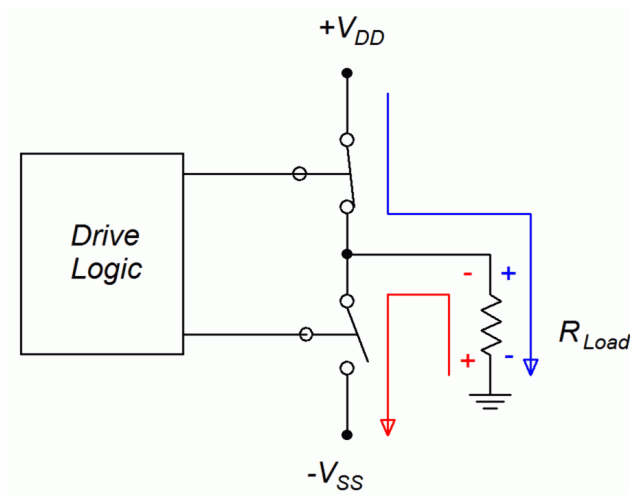 +VDD
Drive
Logic
- +
RLoad
+ -
-VSS